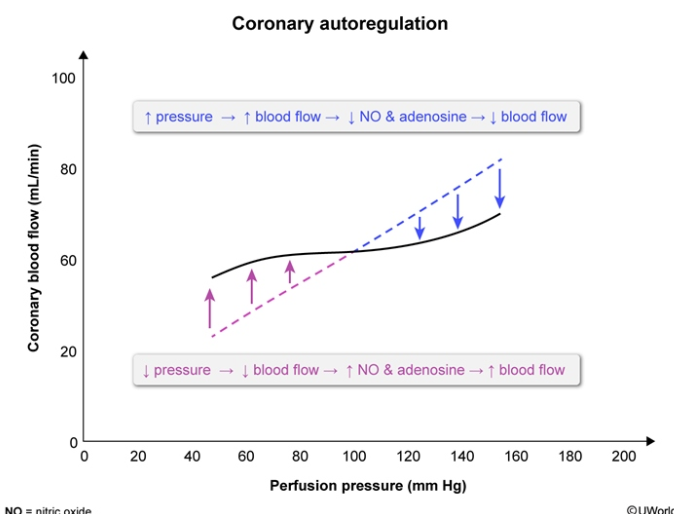 Coronary autoregulation
Coronary blood flow (mL/min)
100
80
60
20
0
↑ pressure → ↑ blood flow → ↓ NO & adenosine → ↓ blood flow
↓ pressure → ↓ blood flow → ↑ NO & adenosine → ↑ blood flow
0 20 40 60 80 100 120 140 160 180 200
Perfusion pressure (mm Hg)
NO = nitric oxide
©UWorld